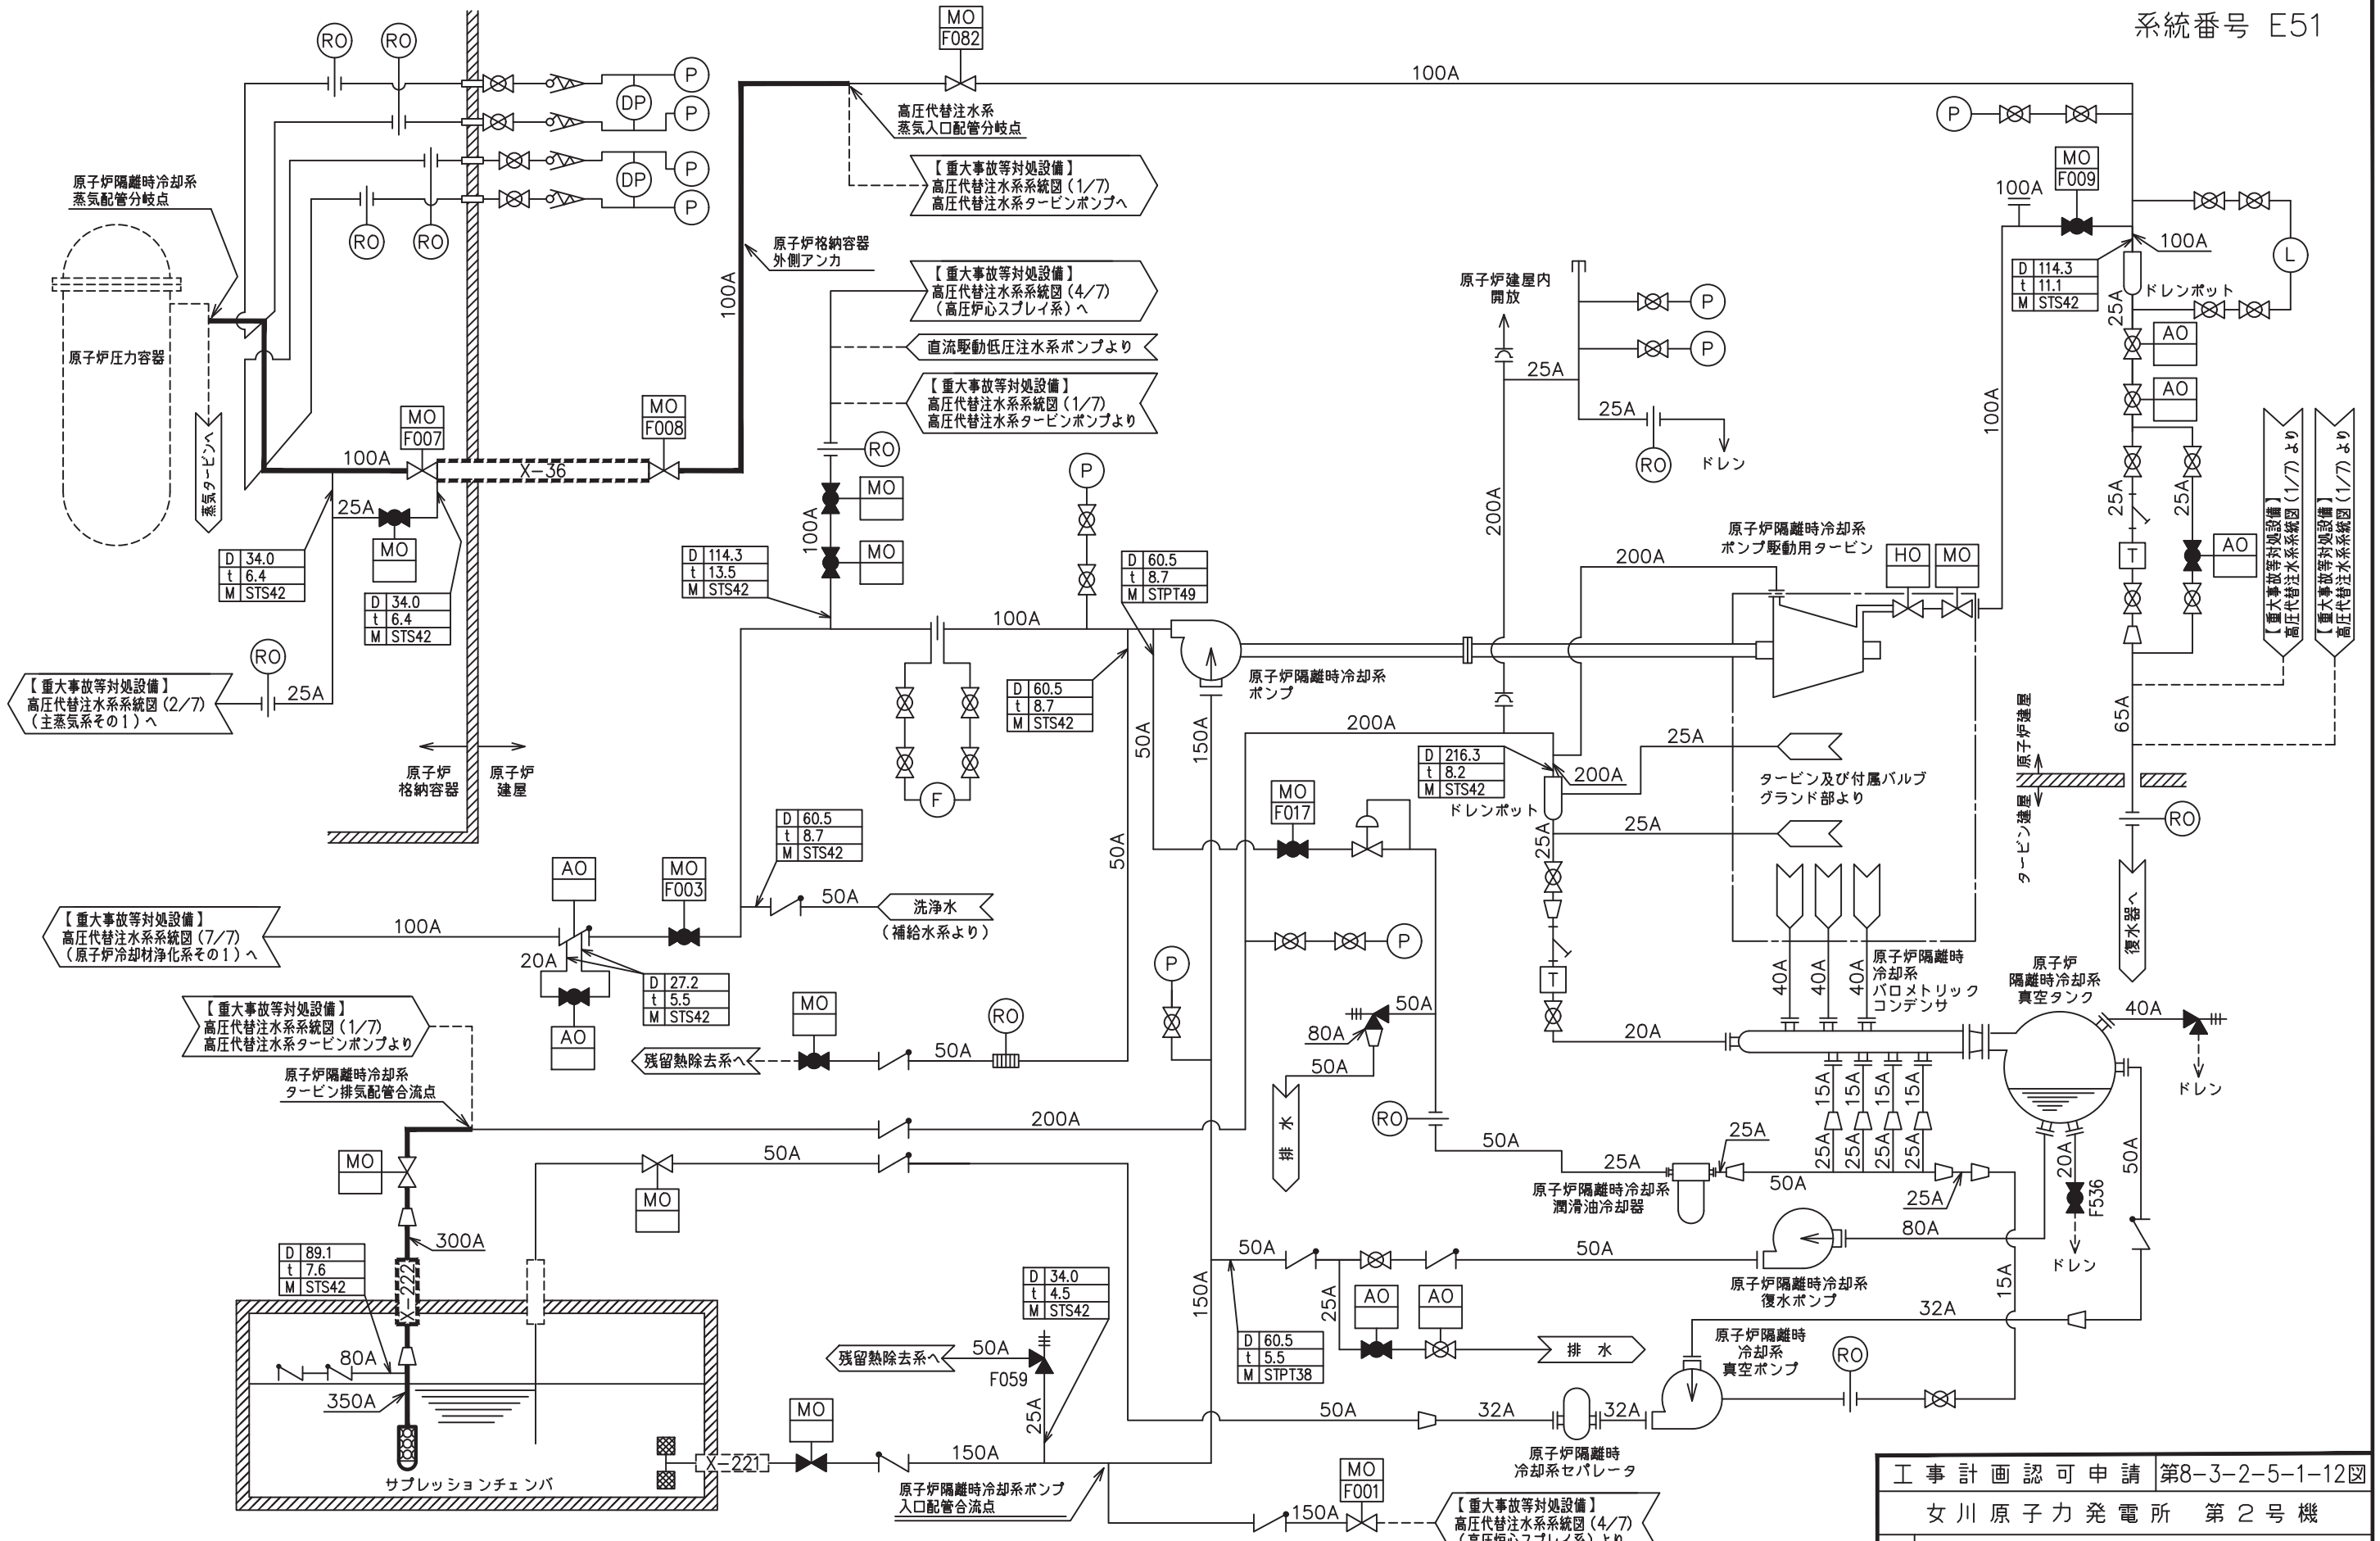 系統番号 E51
RO
RO
MO
F082
P
DP
P
100A
P
高圧代替注水系
蒸気入口配管分岐点
【重大事故等対処設備】
高圧代替注水系系統図(1/7)
高圧代替注水系タービンポンプへ
P
DP
P
RO
RO
原子炉隔離時冷却系
蒸気配管分岐点
MO
F009
100A
100A
D 114.3
t 11.1
M STS42
L
ドレンポット
25A
AO
AO
原子炉格納容器
外側アンカ
100A
【重大事故等対処設備】
高圧代替注水系系統図(4/7)
(高圧炉心スプレイ系)へ
原子炉建屋内
開放
P
P
25A
25A
RO
ドレン
直流駆動低圧注水系ポンプより
【重大事故等対処設備】
高圧代替注水系系統図(1/7)
高圧代替注水系タービンポンプより
原子炉圧力容器
蒸気タービンへ
MO
F007
100A
X-36
MO
F008
25A
MO
D 34.0
t 6.4
M STS42
D 34.0
t 6.4
M STS42
RO
MO
100A
MO
P
200A
100A
25A
25A
T
AO
【重大事故等対処設備】
高圧代替注水系系統図(1/7)より
【重大事故等対処設備】
高圧代替注水系系統図(1/7)より
D 114.3
t 13.5
M STS42
D 60.5
t 8.7
M STPT49
原子炉隔離時冷却系
ポンプ駆動用タービン
200A
HO
MO
100A
RO
25A
【重大事故等対処設備】
高圧代替注水系系統図(2/7)
(主蒸気系その1)へ
D 60.5
t 8.7
M STS42
原子炉隔離時冷却系
ポンプ
原子炉
格納容器
原子炉
建屋
F
50A
150A
200A
D 216.3
t 8.2
M STS42
200A
25A
ドレンポット
タービン及び付属バルブ
グランド部より
25A
25A
65A
原子炉建屋
タービン建屋
RO
復水器へ
D 60.5
t 8.7
M STS42
50A
MO
F017
AO
MO
F003
50A
洗浄水
(補給水系より)
【重大事故等対処設備】
高圧代替注水系系統図(7/7)
(原子炉冷却材浄化系その1)へ
100A
20A
AO
D 27.2
t 5.5
M STS42
P
P
T
40A
40A
40A
原子炉隔離時
冷却系
バロメトリック
コンデンサ
原子炉
隔離時冷却系
真空タンク
40A
ドレン
【重大事故等対処設備】
高圧代替注水系系統図(1/7)
高圧代替注水系タービンポンプより
MO
RO
残留熱除去系へ
50A
50A
80A
50A
排水
20A
15A
15A
15A
15A
原子炉隔離時冷却系
タービン排気配管合流点
200A
RO
50A
25A
25A
25A
25A
25A
25A
原子炉隔離時冷却系
潤滑油冷却器
50A
25A
20A
F536
ドレン
50A
MO
50A
MO
300A
D 89.1
t 7.6
M STS42
X-222
50A
50A
80A
原子炉隔離時冷却系
復水ポンプ
15A
150A
25A
AO
AO
排水
D 60.5
t 5.5
M STPT38
D 34.0
t 4.5
M STS42
80A
350A
サプレッションチェンバ
残留熱除去系へ
50A
F059
25A
32A
原子炉隔離時
冷却系
真空ポンプ
RO
50A
32A
32A
原子炉隔離時
冷却系セパレータ
X-221
MO
150A
原子炉隔離時冷却系ポンプ
入口配管合流点
MO
F001
150A
【重大事故等対処設備】
高圧代替注水系系統図(4/7)
(高圧炉心スプレイ系)より
工事計画認可申請 第8-3-2-5-1-12図
女川原子力発電所 第2号機